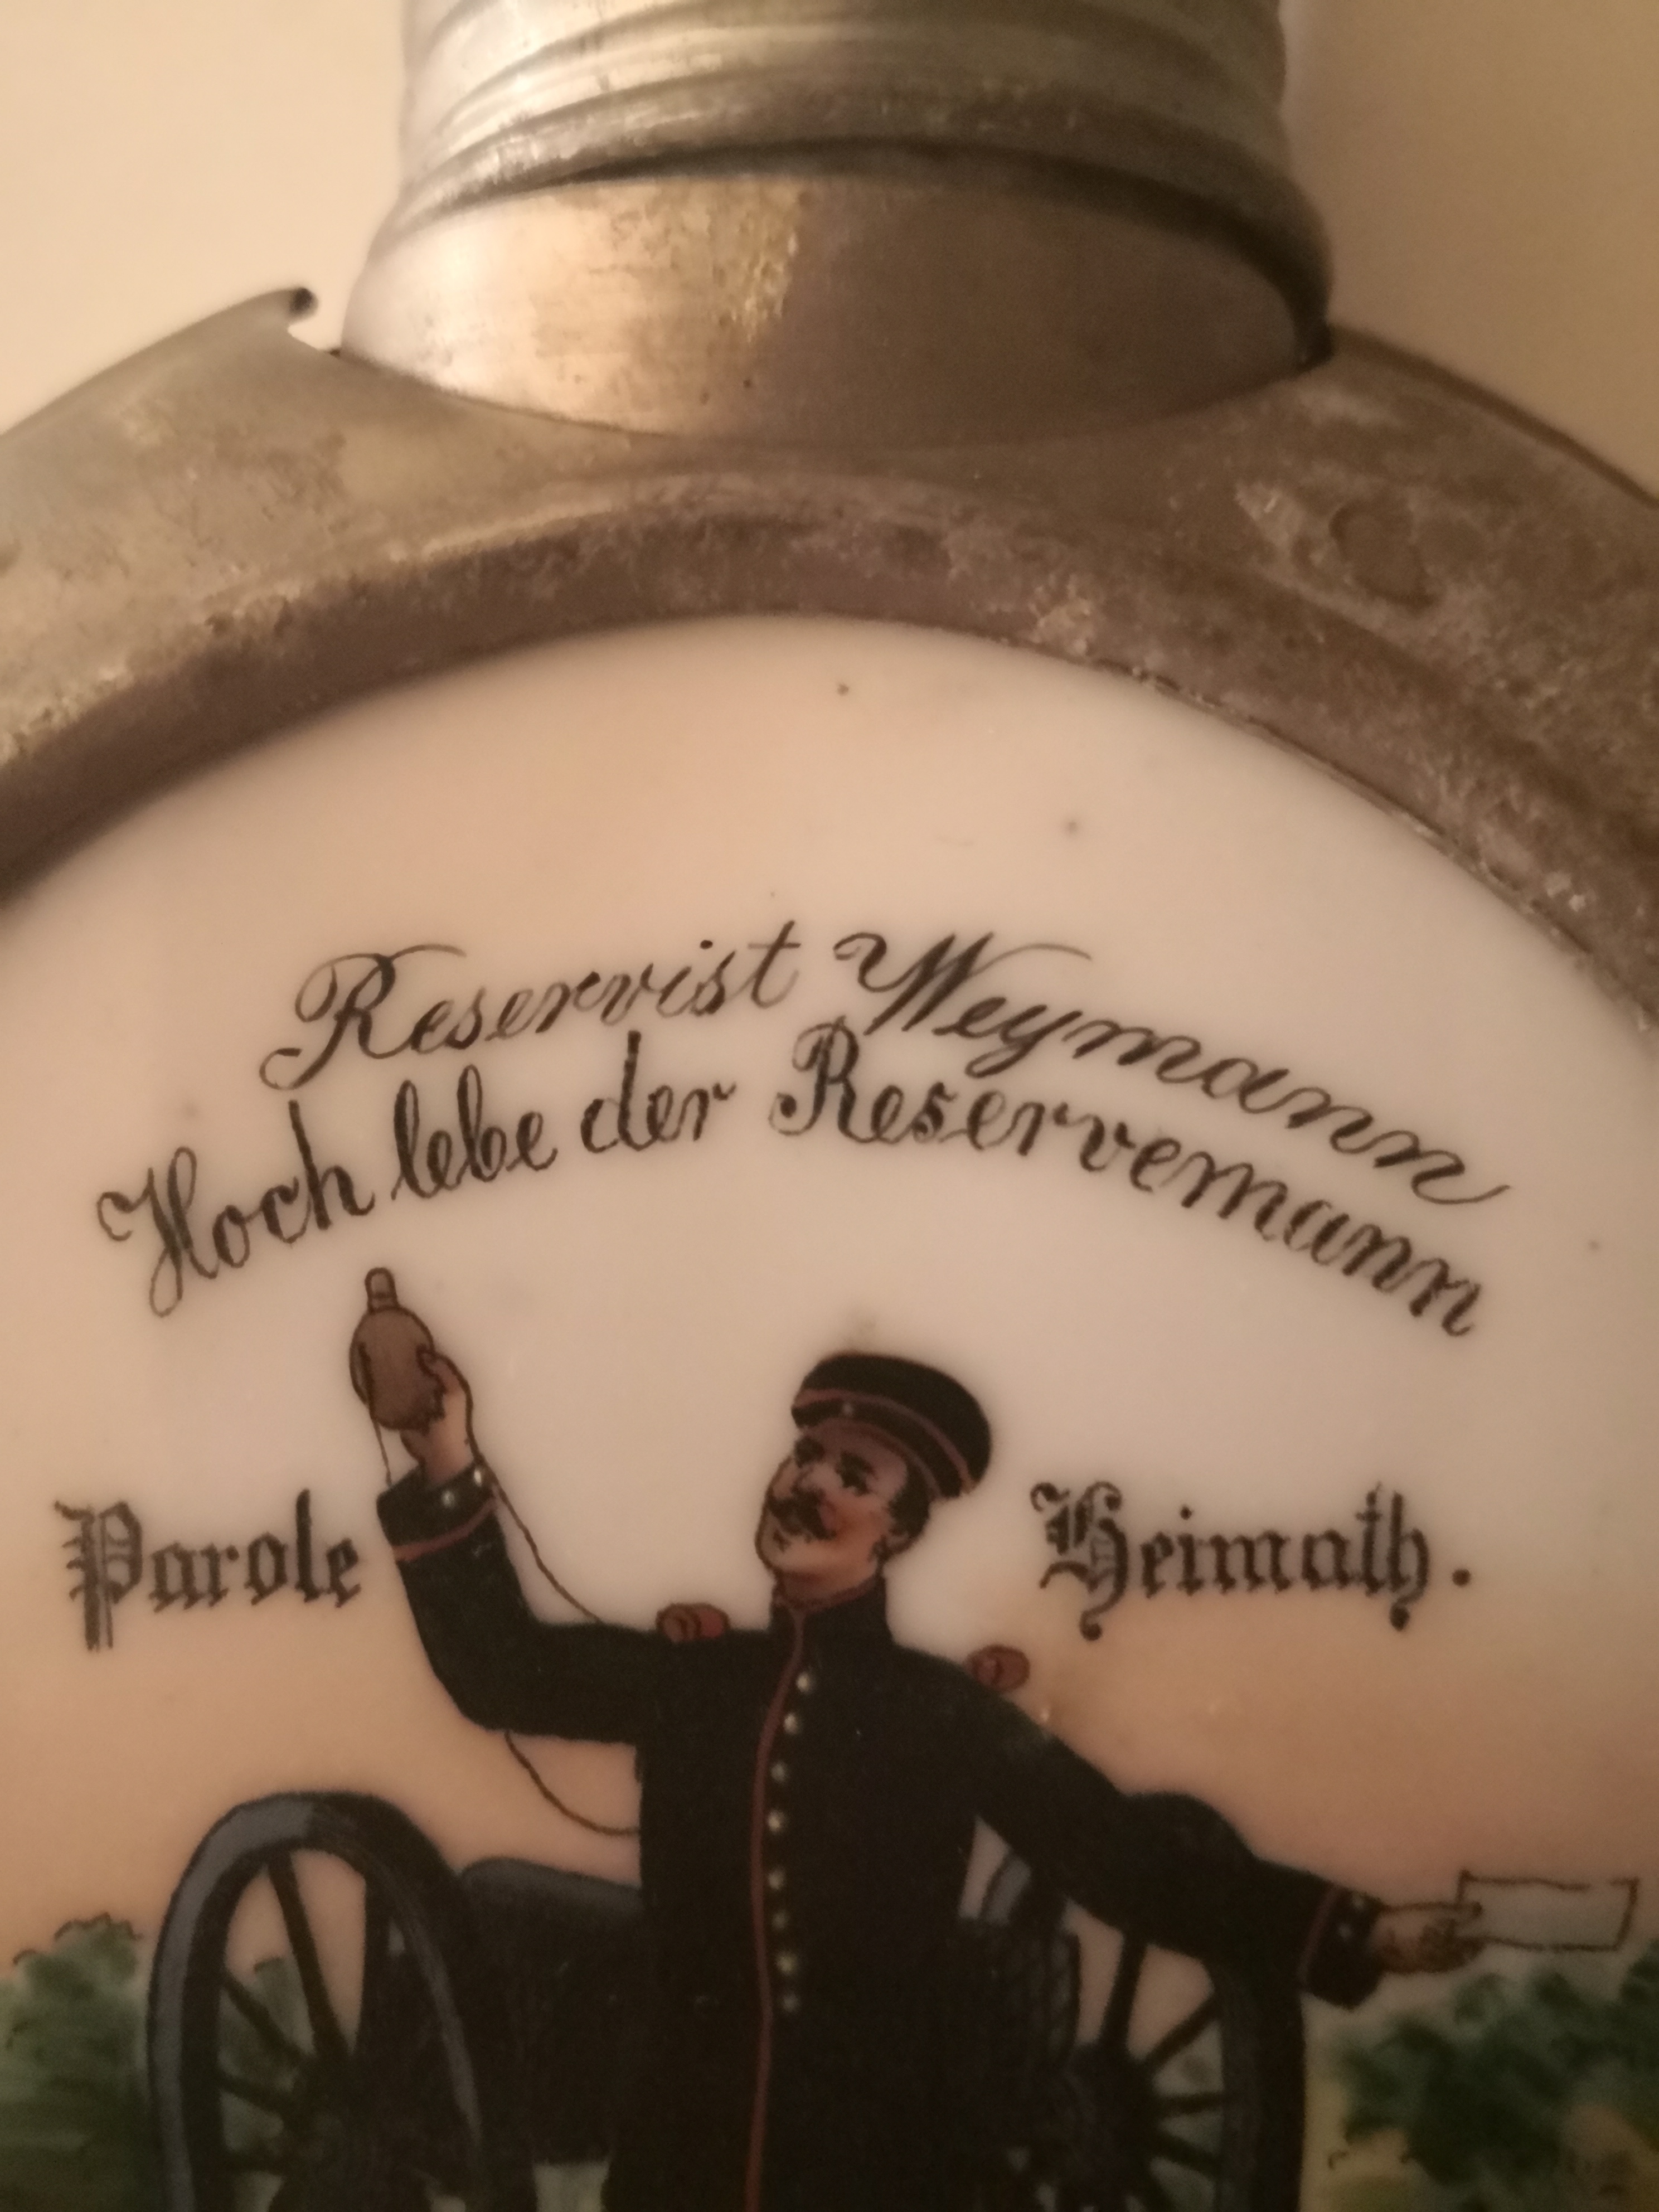 Reservist Weymann
Hoch lebe der Reservemann
Parole Heimath.